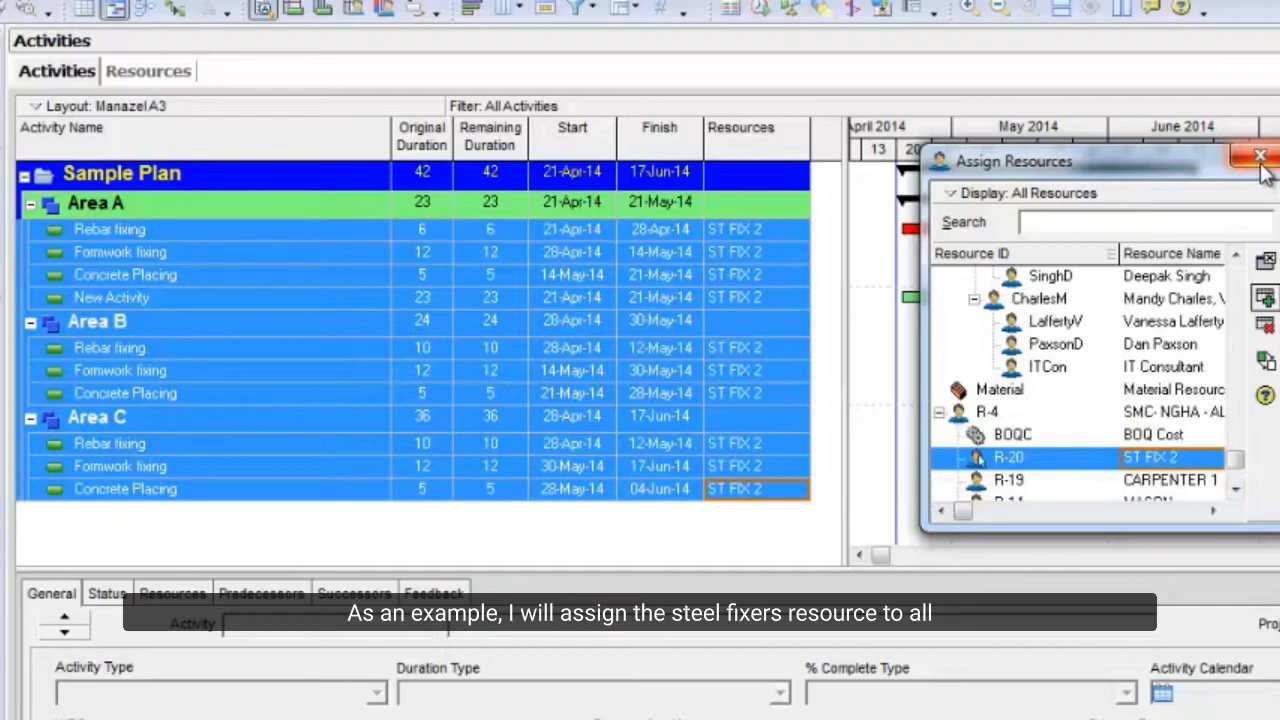 Activities
Activities Resources
Layout: Manazel A3 Filter: All Activities
Activity Name Original Duration Remaining Duration Start Finish Resources
April 2014 May 2014 June 2014
13 20
Sample Plan 42 42 21-Apr-14 17-Jun-14
Area A 23 23 21-Apr-14 21-May-14
Rebar fixing 6 6 21-Apr-14 28-Apr-14 ST FIX 2
Formwork fixing 12 12 28-Apr-14 14-May-14 ST FIX 2
Concrete Placing 5 5 14-May-14 21-May-14 ST FIX 2
New Activity 23 23 21-Apr-14 21-May-14 ST FIX 2
Area B 24 24 28-Apr-14 30-May-14
Rebar fixing 10 10 28-Apr-14 12-May-14 ST FIX 2
Formwork fixing 12 12 14-May-14 30-May-14 ST FIX 2
Concrete Placing 5 5 21-May-14 28-May-14 ST FIX 2
Area C 36 36 28-Apr-14 17-Jun-14
Rebar fixing 10 10 28-Apr-14 12-May-14 ST FIX 2
Formwork fixing 12 12 30-May-14 17-Jun-14 ST FIX 2
Concrete Placing 5 5 28-May-14 04-Jun-14 ST FIX 2
Assign Resources
Display: All Resources
Search
Resource ID Resource Name
SinghD Deepak Singh
CharlesM Mandy Charles, V
LaffertyV Vanessa Lafferty
PaxsonD Dan Paxson
ITCon IT Consultant
Material Material Resourc
R-4 SMC- NGHA - AL
BOQC BOQ Cost
R-20 ST FIX 2
R-19 CARPENTER 1
General Status Resources Predecessors Successors Feedback
As an example, I will assign the steel fixers resource to all
Activity Proj
Activity Type Duration Type % Complete Type Activity Calendar